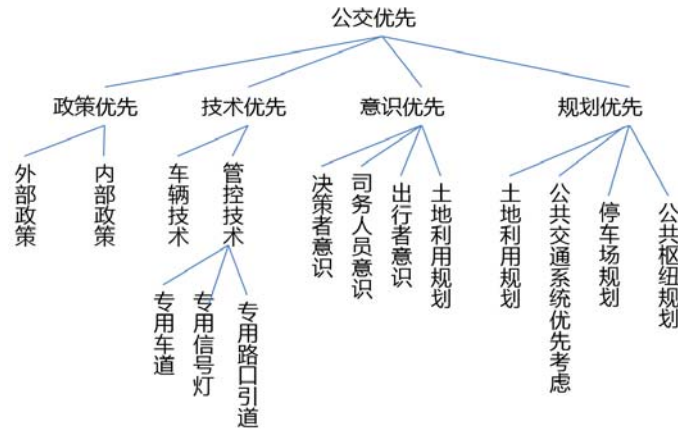 公交优先
政策优先
技术优先
意识优先
规划优先
外部政策
内部政策
车辆技术
管控技术
决策者意识
司务人员意识
出行者意识
土地利用规划
土地利用规划
公共交通系统优先考虑
停车场规划
公共枢纽规划
专用车道
专用信号灯
专用路口引道